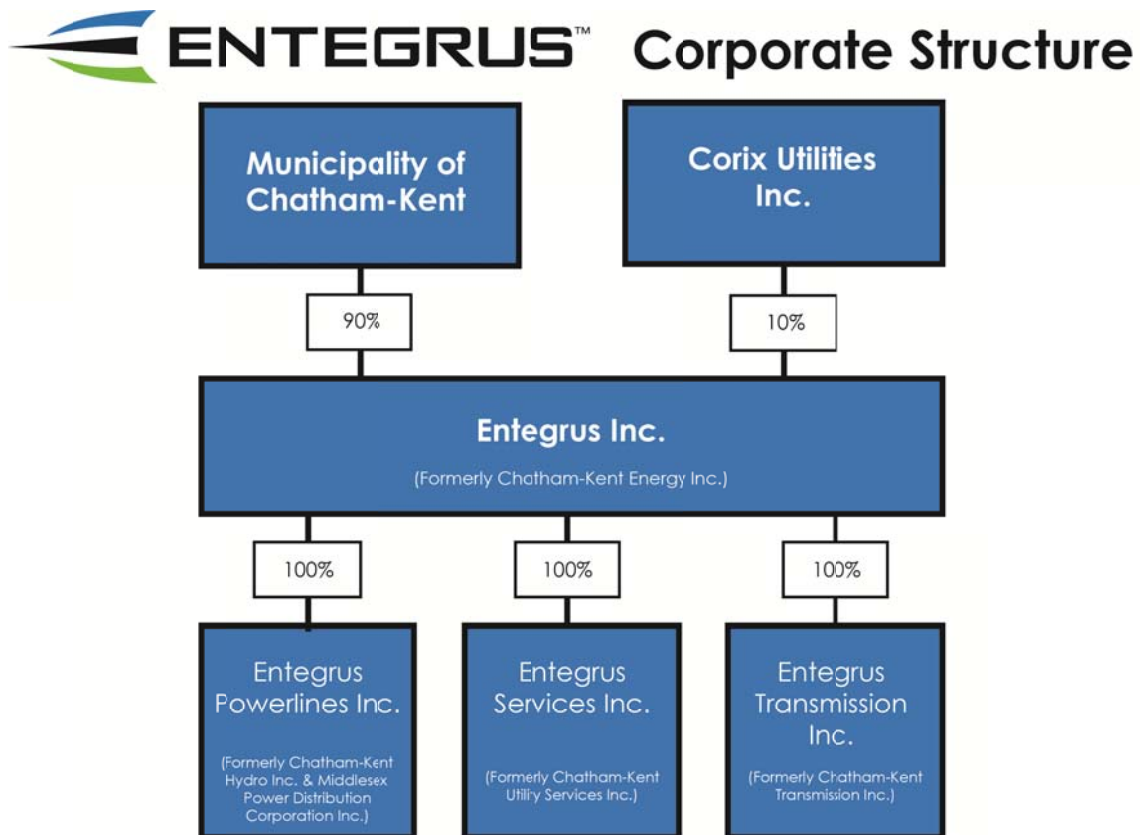 ENTEGRUS™ Corporate Structure
Municipality of
Chatham-Kent
Corix Utilities
Inc.
90%
10%
Entegrus Inc.
(Formerly Chatham-Kent Energy Inc.)
100%
100%
100%
Entegrus
Powerlines Inc.
(Formerly Chatham-Kent
Hydro Inc. & Middlesex
Power Distribution
Corporation Inc.)
Entegrus
Services Inc.
(Formerly Chatham-Kent
Utility Services Inc.)
Entegrus
Transmission
Inc.
(Formerly Chatham-Kent
Transmission Inc.)